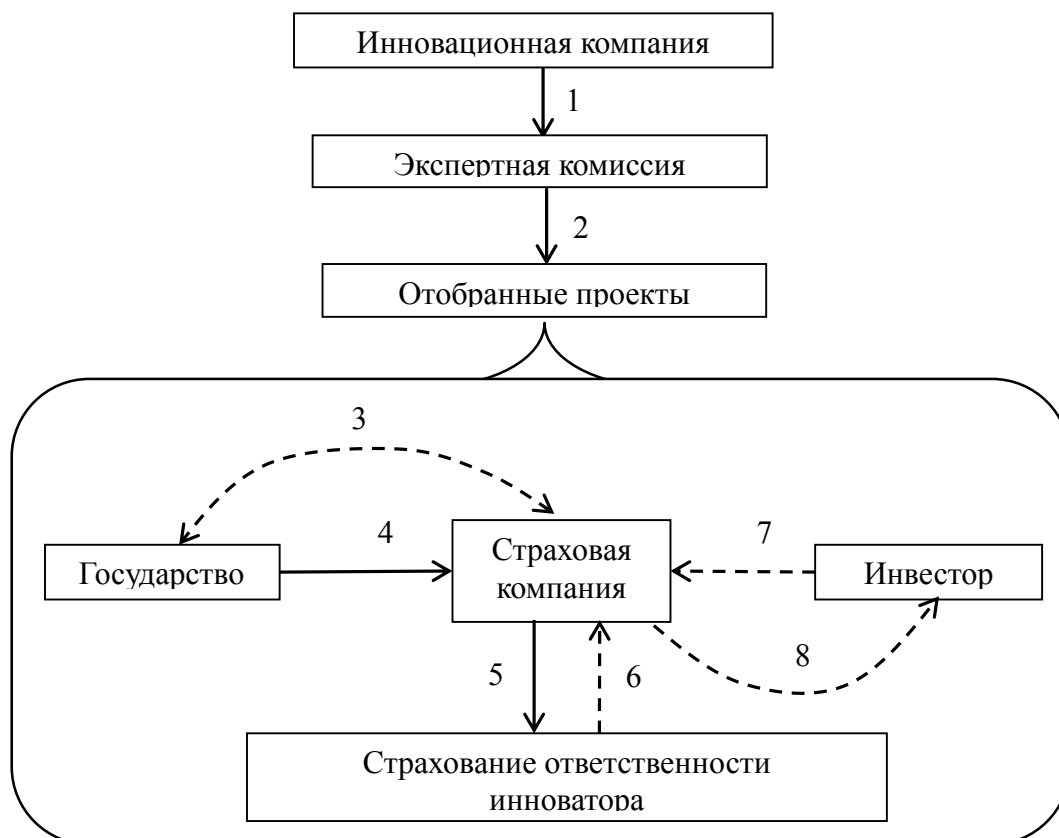 Инновационная компания
1
Экспертная комиссия
2
Отобранные проекты
3
4
Страховая
компания
7
Государство
Инвестор
5
6
8
Страхование ответственности
инноватора